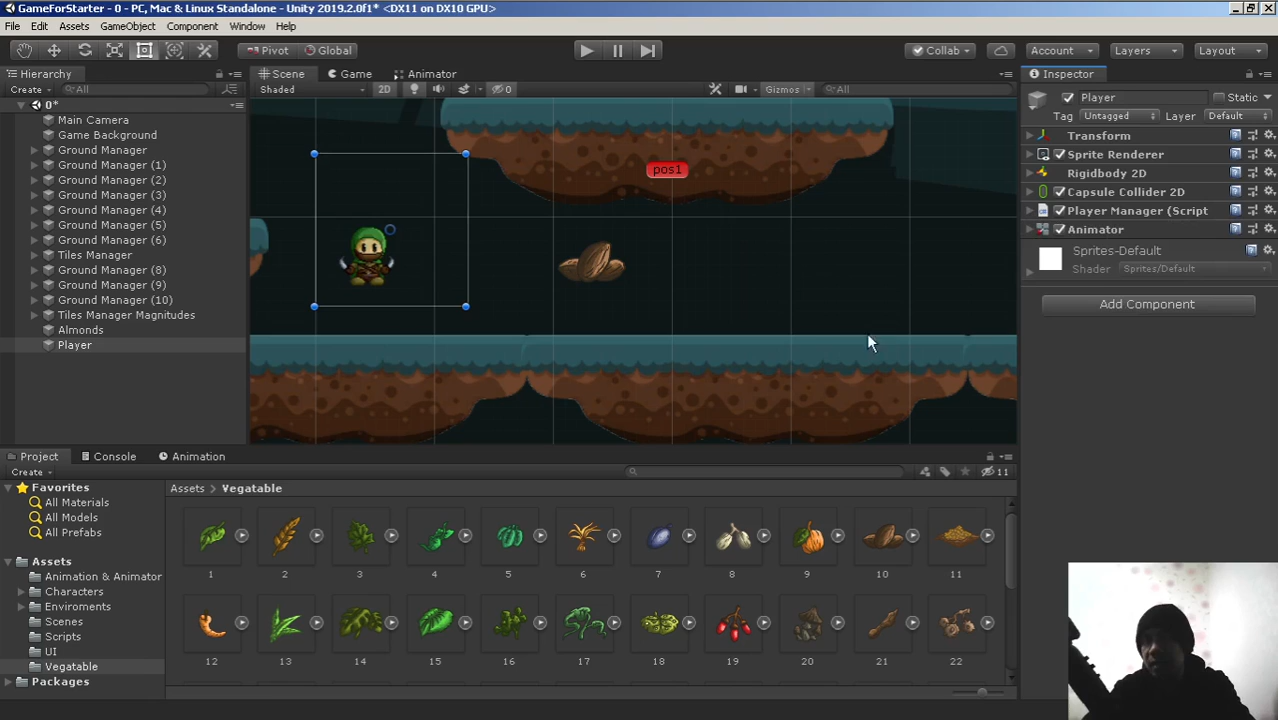 GameForStarter - 0 - PC, Mac & Linux Standalone - Unity 2019.2.0f1* <DX11 on DX10 GPU>
File Edit Assets GameObject Component Window Help
Pivot Global Collab Account Layers Layout
Hierarchy
Create All
0*
Main Camera
Game Background
Ground Manager
Ground Manager (1)
Ground Manager (2)
Ground Manager (3)
Ground Manager (4)
Ground Manager (5)
Ground Manager (6)
Tiles Manager
Ground Manager (8)
Ground Manager (9)
Ground Manager (10)
Tiles Manager Magnitudes
Almonds
Player
Scene Game Animator
Shaded 2D 0 Gizmos All
pos1
Inspector
Player Static
Tag Untagged Layer Default
Transform
Sprite Renderer
Rigidbody 2D
Capsule Collider 2D
Player Manager (Script
Animator
Sprites-Default
Shader Sprites/Default
Add Component
Project Console Animation
Create 11
Favorites
All Materials
All Models
All Prefabs
Assets
Animation & Animator
Characters
Enviroments
Scenes
Scripts
UI
Vegatable
Packages
Assets > Vegatable
1 2 3 4 5 6 7 8 9 10 11
12 13 14 15 16 17 18 19 20 21 22